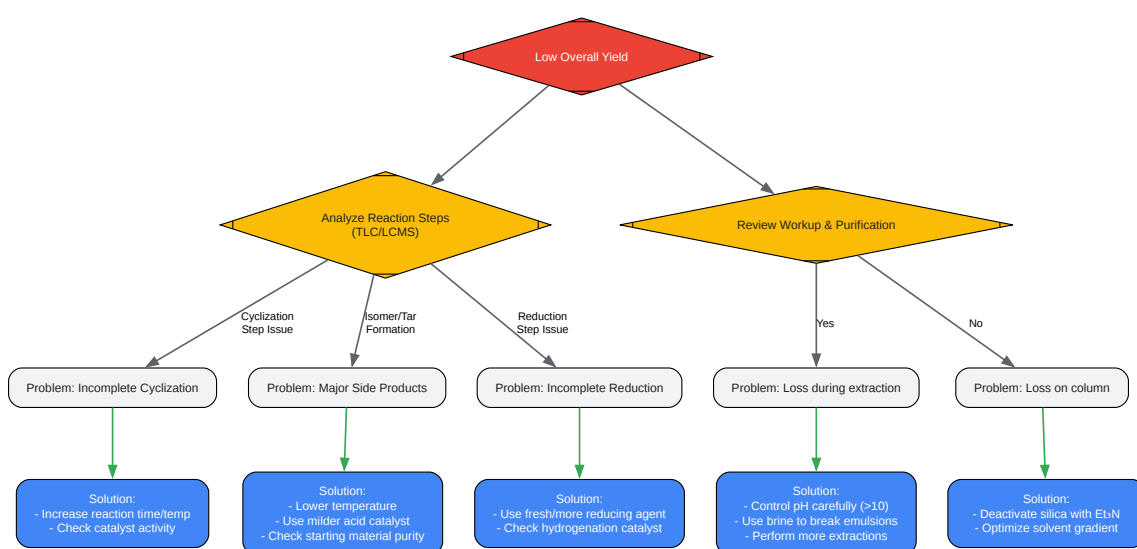 Low Overall Yield
Analyze Reaction Steps
(TLC/LCMS)
Review Workup & Purification
Cyclization
Step Issue
Isomer/Tar
Formation
Reduction
Step Issue
Yes
No
Problem: Incomplete Cyclization
Problem: Major Side Products
Problem: Incomplete Reduction
Problem: Loss during extraction
Problem: Loss on column
Solution:
- Increase reaction time/temp
- Check catalyst activity
Solution:
- Lower temperature
- Use milder acid catalyst
- Check starting material purity
Solution:
- Use fresh/more reducing agent
- Check hydrogenation catalyst
Solution:
- Control pH carefully (>10)
- Use brine to break emulsions
- Perform more extractions
Solution:
- Deactivate silica with Et₃N
- Optimize solvent gradient